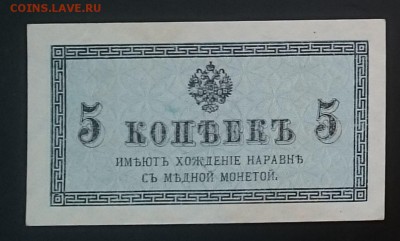 COINS.LAVE.RU
5 КОПѢЕКЪ 5
ИМѢЮТЪ ХОЖДЕНІЕ НАРАВНѢ
СЪ МѢДНОЙ МОНЕТОЙ.